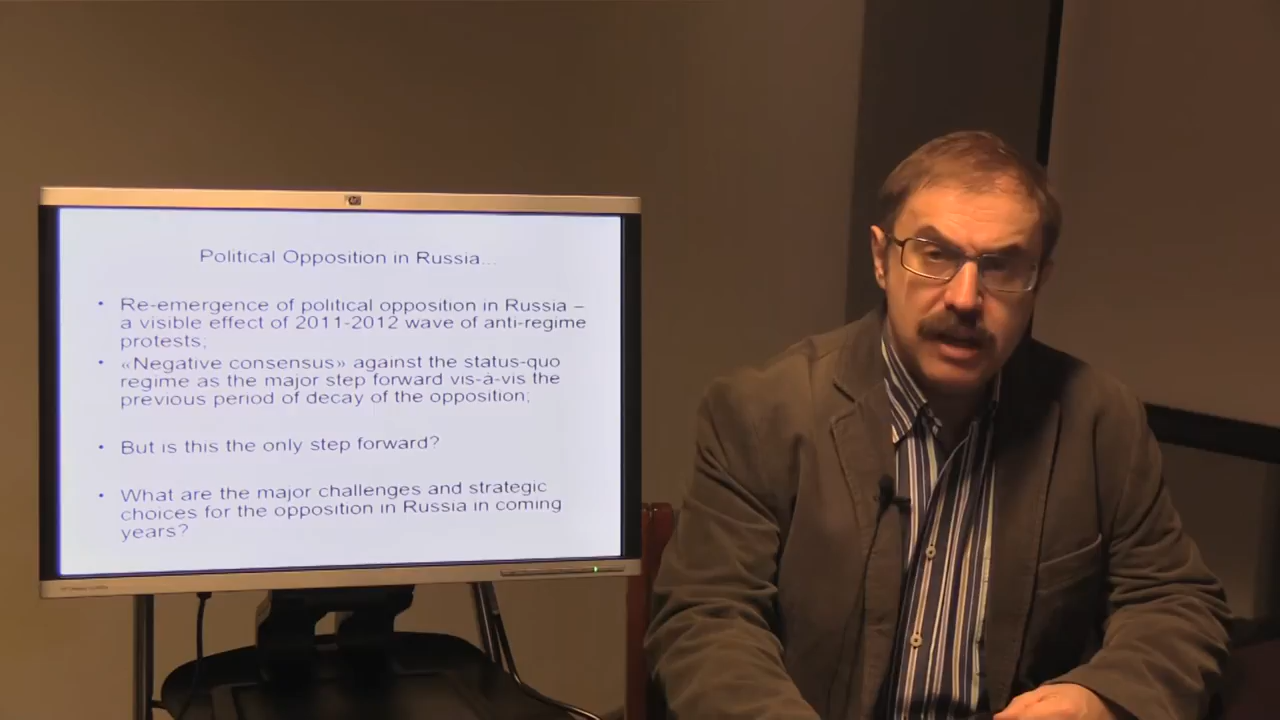 hp
Political Opposition in Russia...
• Re-emergence of political opposition in Russia –
a visible effect of 2011-2012 wave of anti-regime
protests;
• «Negative consensus» against the status-quo
regime as the major step forward vis-à-vis the
previous period of decay of the opposition;
• But is this the only step forward?
• What are the major challenges and strategic
choices for the opposition in Russia in coming
years?